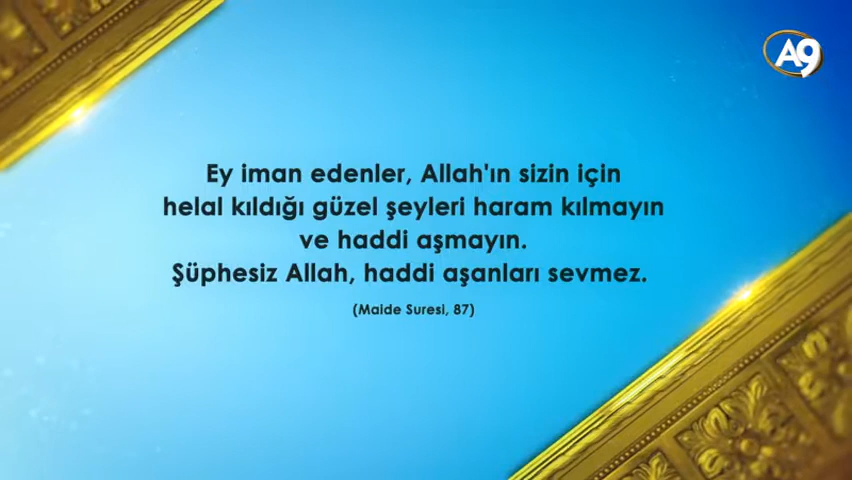 A9
Ey iman edenler, Allah'ın sizin için
helal kıldığı güzel şeyleri haram kılmayın
ve haddi aşmayın.
Şüphesiz Allah, haddi aşanları sevmez.
(Maide Suresi, 87)